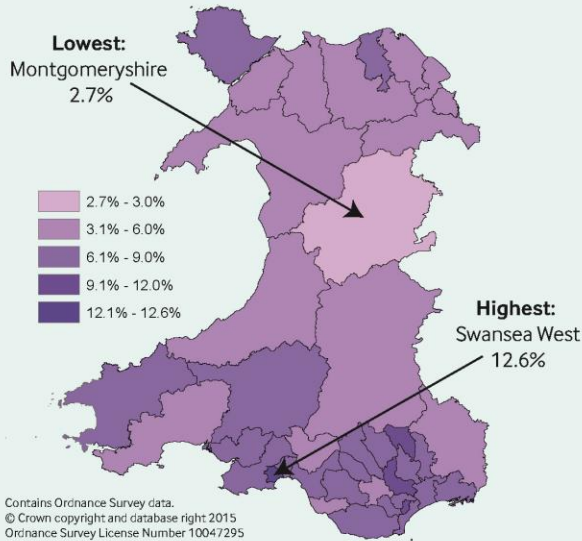 Lowest:
Montgomeryshire
2.7%
2.7% - 3.0%
3.1% - 6.0%
6.1% - 9.0%
9.1% - 12.0%
12.1% - 12.6%
Highest:
Swansea West
12.6%
Contains Ordnance Survey data.
© Crown copyright and database right 2015
Ordnance Survey License Number 10047295